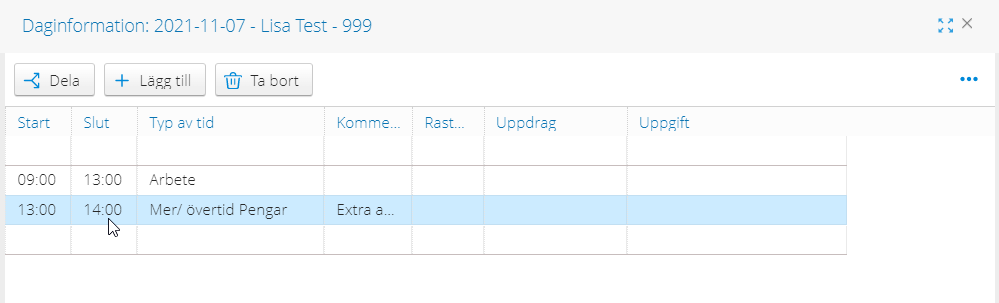 Daginformation: 2021-11-07 - Lisa Test - 999
Dela Lägg till Ta bort
Start Slut Typ av tid Komme... Rast... Uppdrag Uppgift
09:00 13:00 Arbete
13:00 14:00 Mer/ övertid Pengar Extra a...